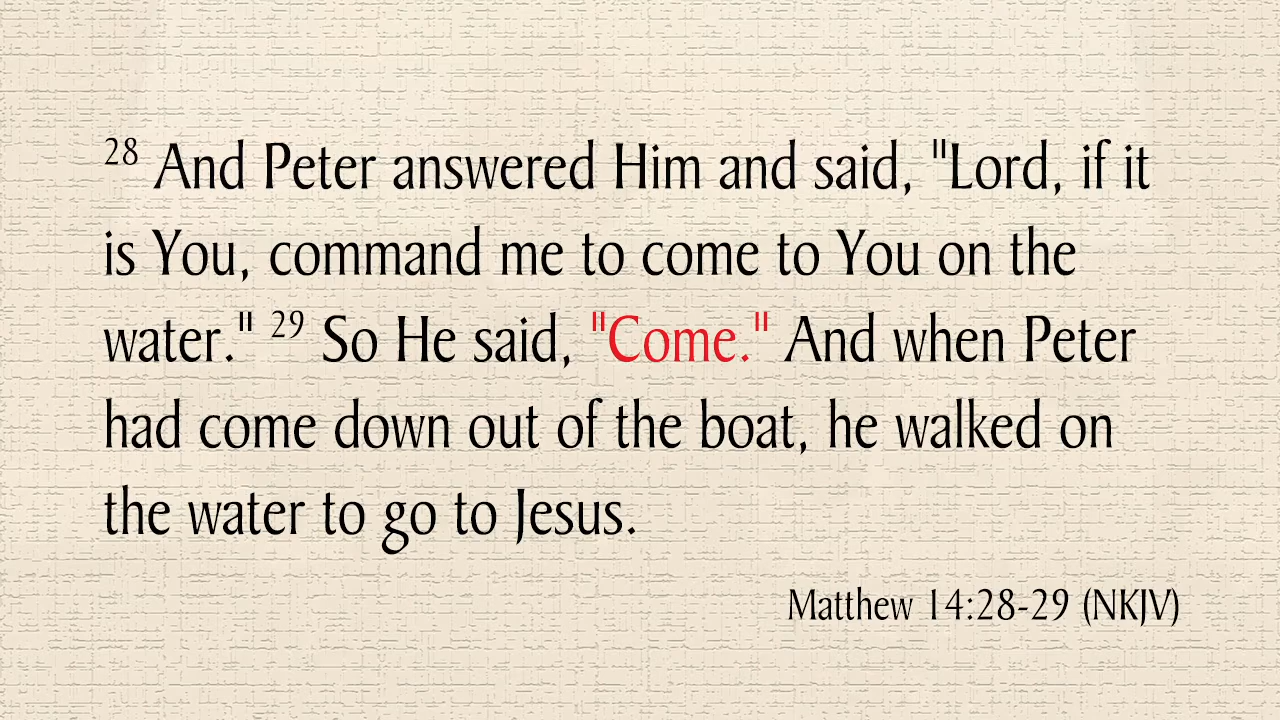 28 And Peter answered Him and said, "Lord, if it
is You, command me to come to You on the
water." 29 So He said, "Come." And when Peter
had come down out of the boat, he walked on
the water to go to Jesus.
Matthew 14:28-29 (NKJV)